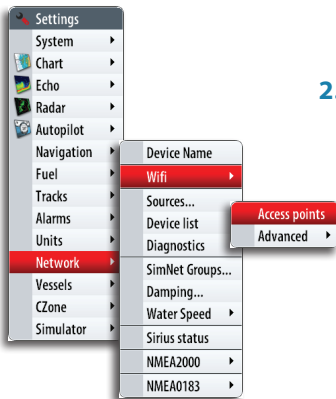 Settings
System
Chart
Echo
Radar
Autopilot
Navigation
Fuel
Tracks
Alarms
Units
Network
Vessels
CZone
Simulator
Device Name
Wifi
Sources...
Device list
Diagnostics
SimNet Groups...
Damping...
Water Speed
Sirius status
NMEA2000
NMEA0183
Access points
Advanced
2.